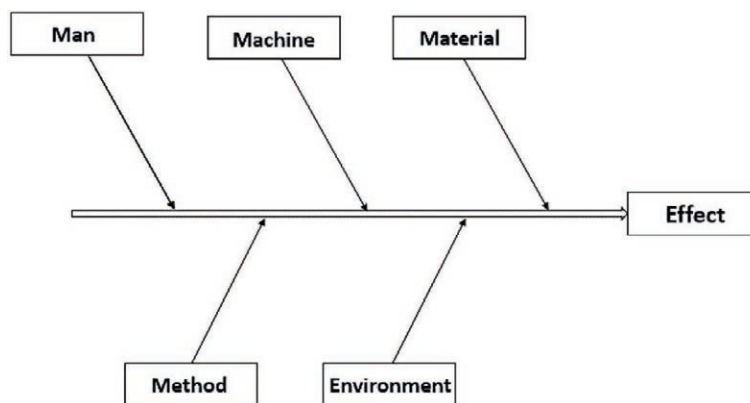 Man
Machine
Material
Effect
Method
Environment